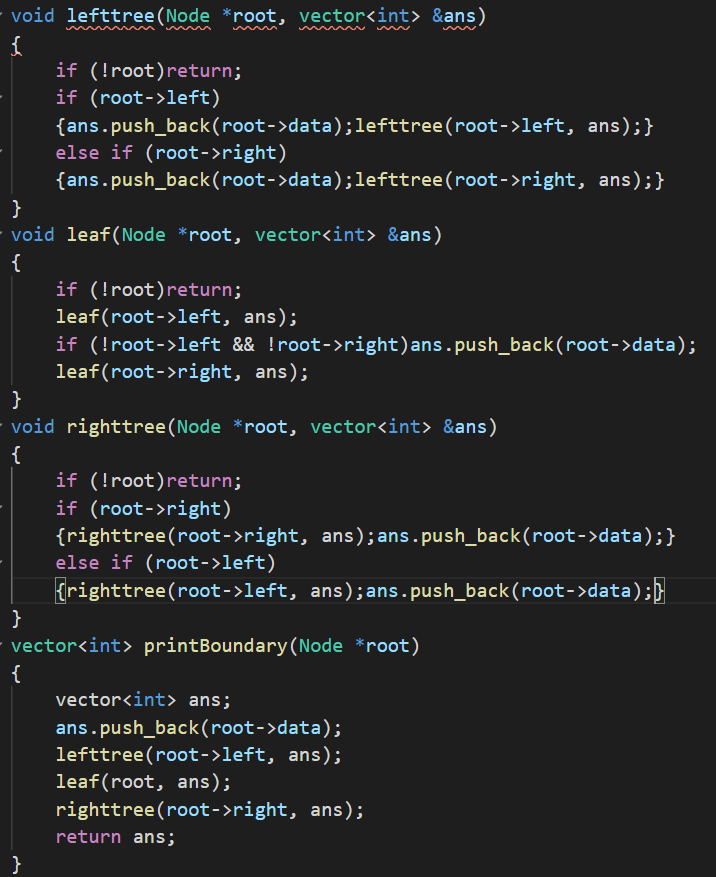 void lefttree(Node *root, vector<int> &ans)
{
    if (!root)return;
    if (root->left)
    {ans.push_back(root->data);lefttree(root->left, ans);}
    else if (root->right)
    {ans.push_back(root->data);lefttree(root->right, ans);}
}
void leaf(Node *root, vector<int> &ans)
{
    if (!root)return;
    leaf(root->left, ans);
    if (!root->left && !root->right)ans.push_back(root->data);
    leaf(root->right, ans);
}
void righttree(Node *root, vector<int> &ans)
{
    if (!root)return;
    if (root->right)
    {righttree(root->right, ans);ans.push_back(root->data);}
    else if (root->left)
    {righttree(root->left, ans);ans.push_back(root->data);}
}
vector<int> printBoundary(Node *root)
{
    vector<int> ans;
    ans.push_back(root->data);
    lefttree(root->left, ans);
    leaf(root, ans);
    righttree(root->right, ans);
    return ans;
}